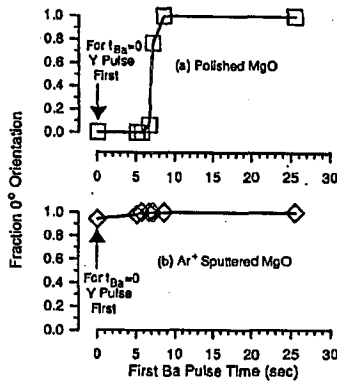 Fraction 0° Orientation
1.0
0.8
0.6
0.4
0.2
0.0
For tBa=0
Y Pulse
First
(a) Polished MgO
0 5 10 15 20 25 30
1.0
0.8
0.6
0.4
0.2
0.0
For tBa=0
Y Pulse
First
(b) Ar+ Sputtered MgO
0 5 10 15 20 25 30
First Ba Pulse Time (sec)